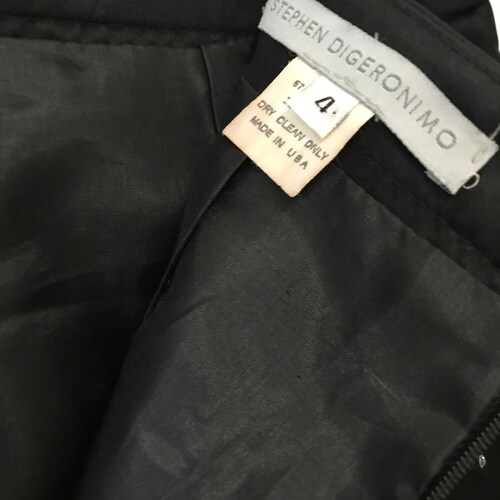 STEPHEN DIGERONIMO
4
DRY CLEAN ONLY
MADE IN USA